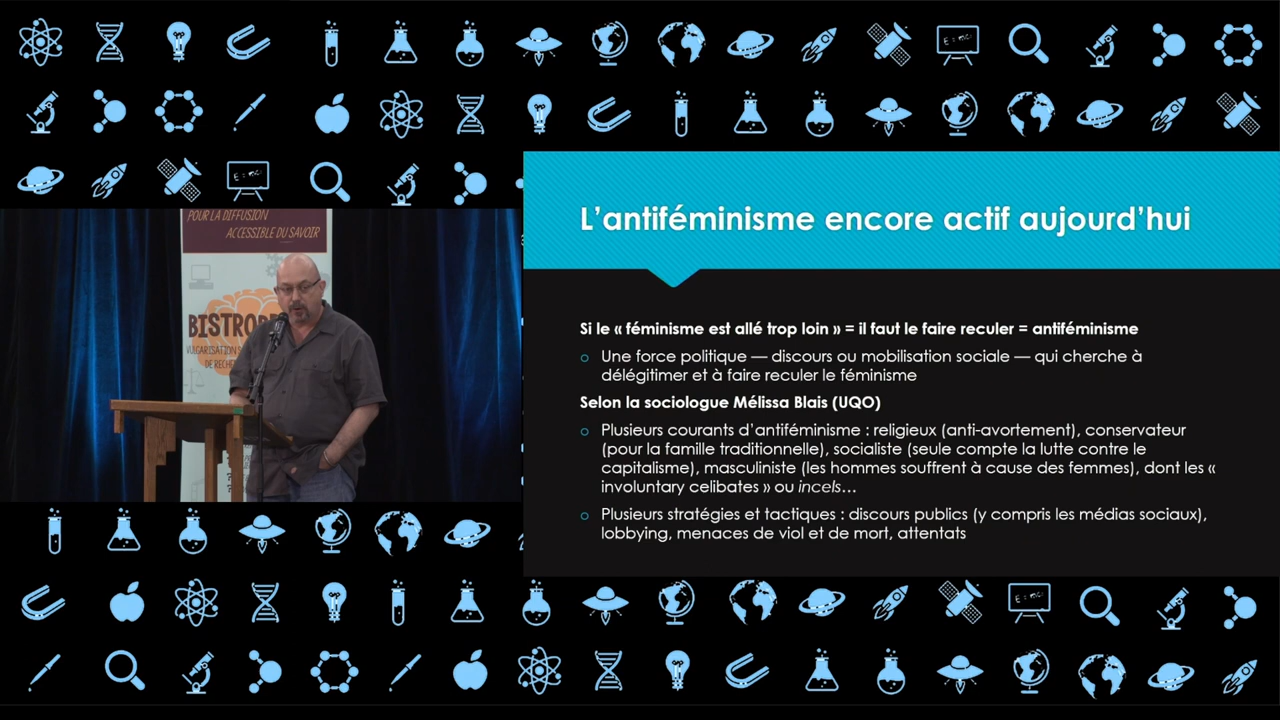 POUR LA DIFFUSION
ACCESSIBLE DU SAVOIR
VULGARISATION
DE RECHE
L'antiféminisme encore actif aujourd'hui
Si le « féminisme est allé trop loin » = il faut le faire reculer = antiféminisme
Une force politique — discours ou mobilisation sociale — qui cherche à
délégitimer et à faire reculer le féminisme
Selon la sociologue Mélissa Blais (UQO)
Plusieurs courants d'antiféminisme : religieux (anti-avortement), conservateur
(pour la famille traditionnelle), socialiste (seule compte la lutte contre le
capitalisme), masculiniste (les hommes souffrent à cause des femmes), dont les «
involuntary celibates » ou incels…
Plusieurs stratégies et tactiques : discours publics (y compris les médias sociaux),
lobbying, menaces de viol et de mort, attentats